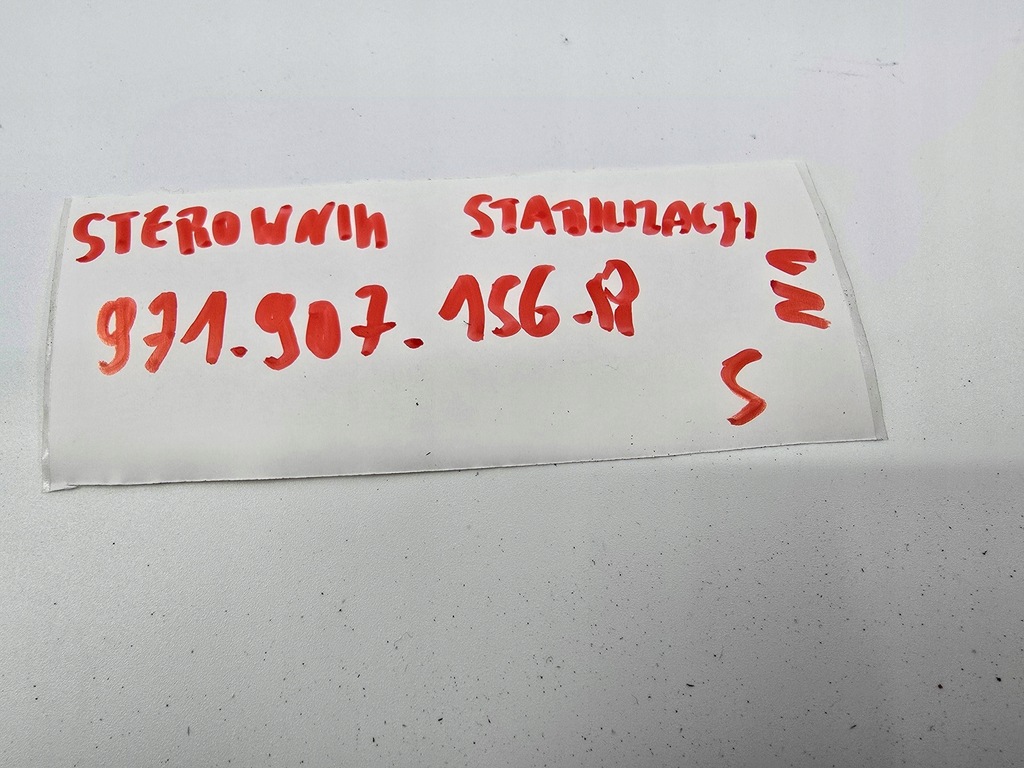 STEROWNIK STABILIZACJI
971.907.156.A
S